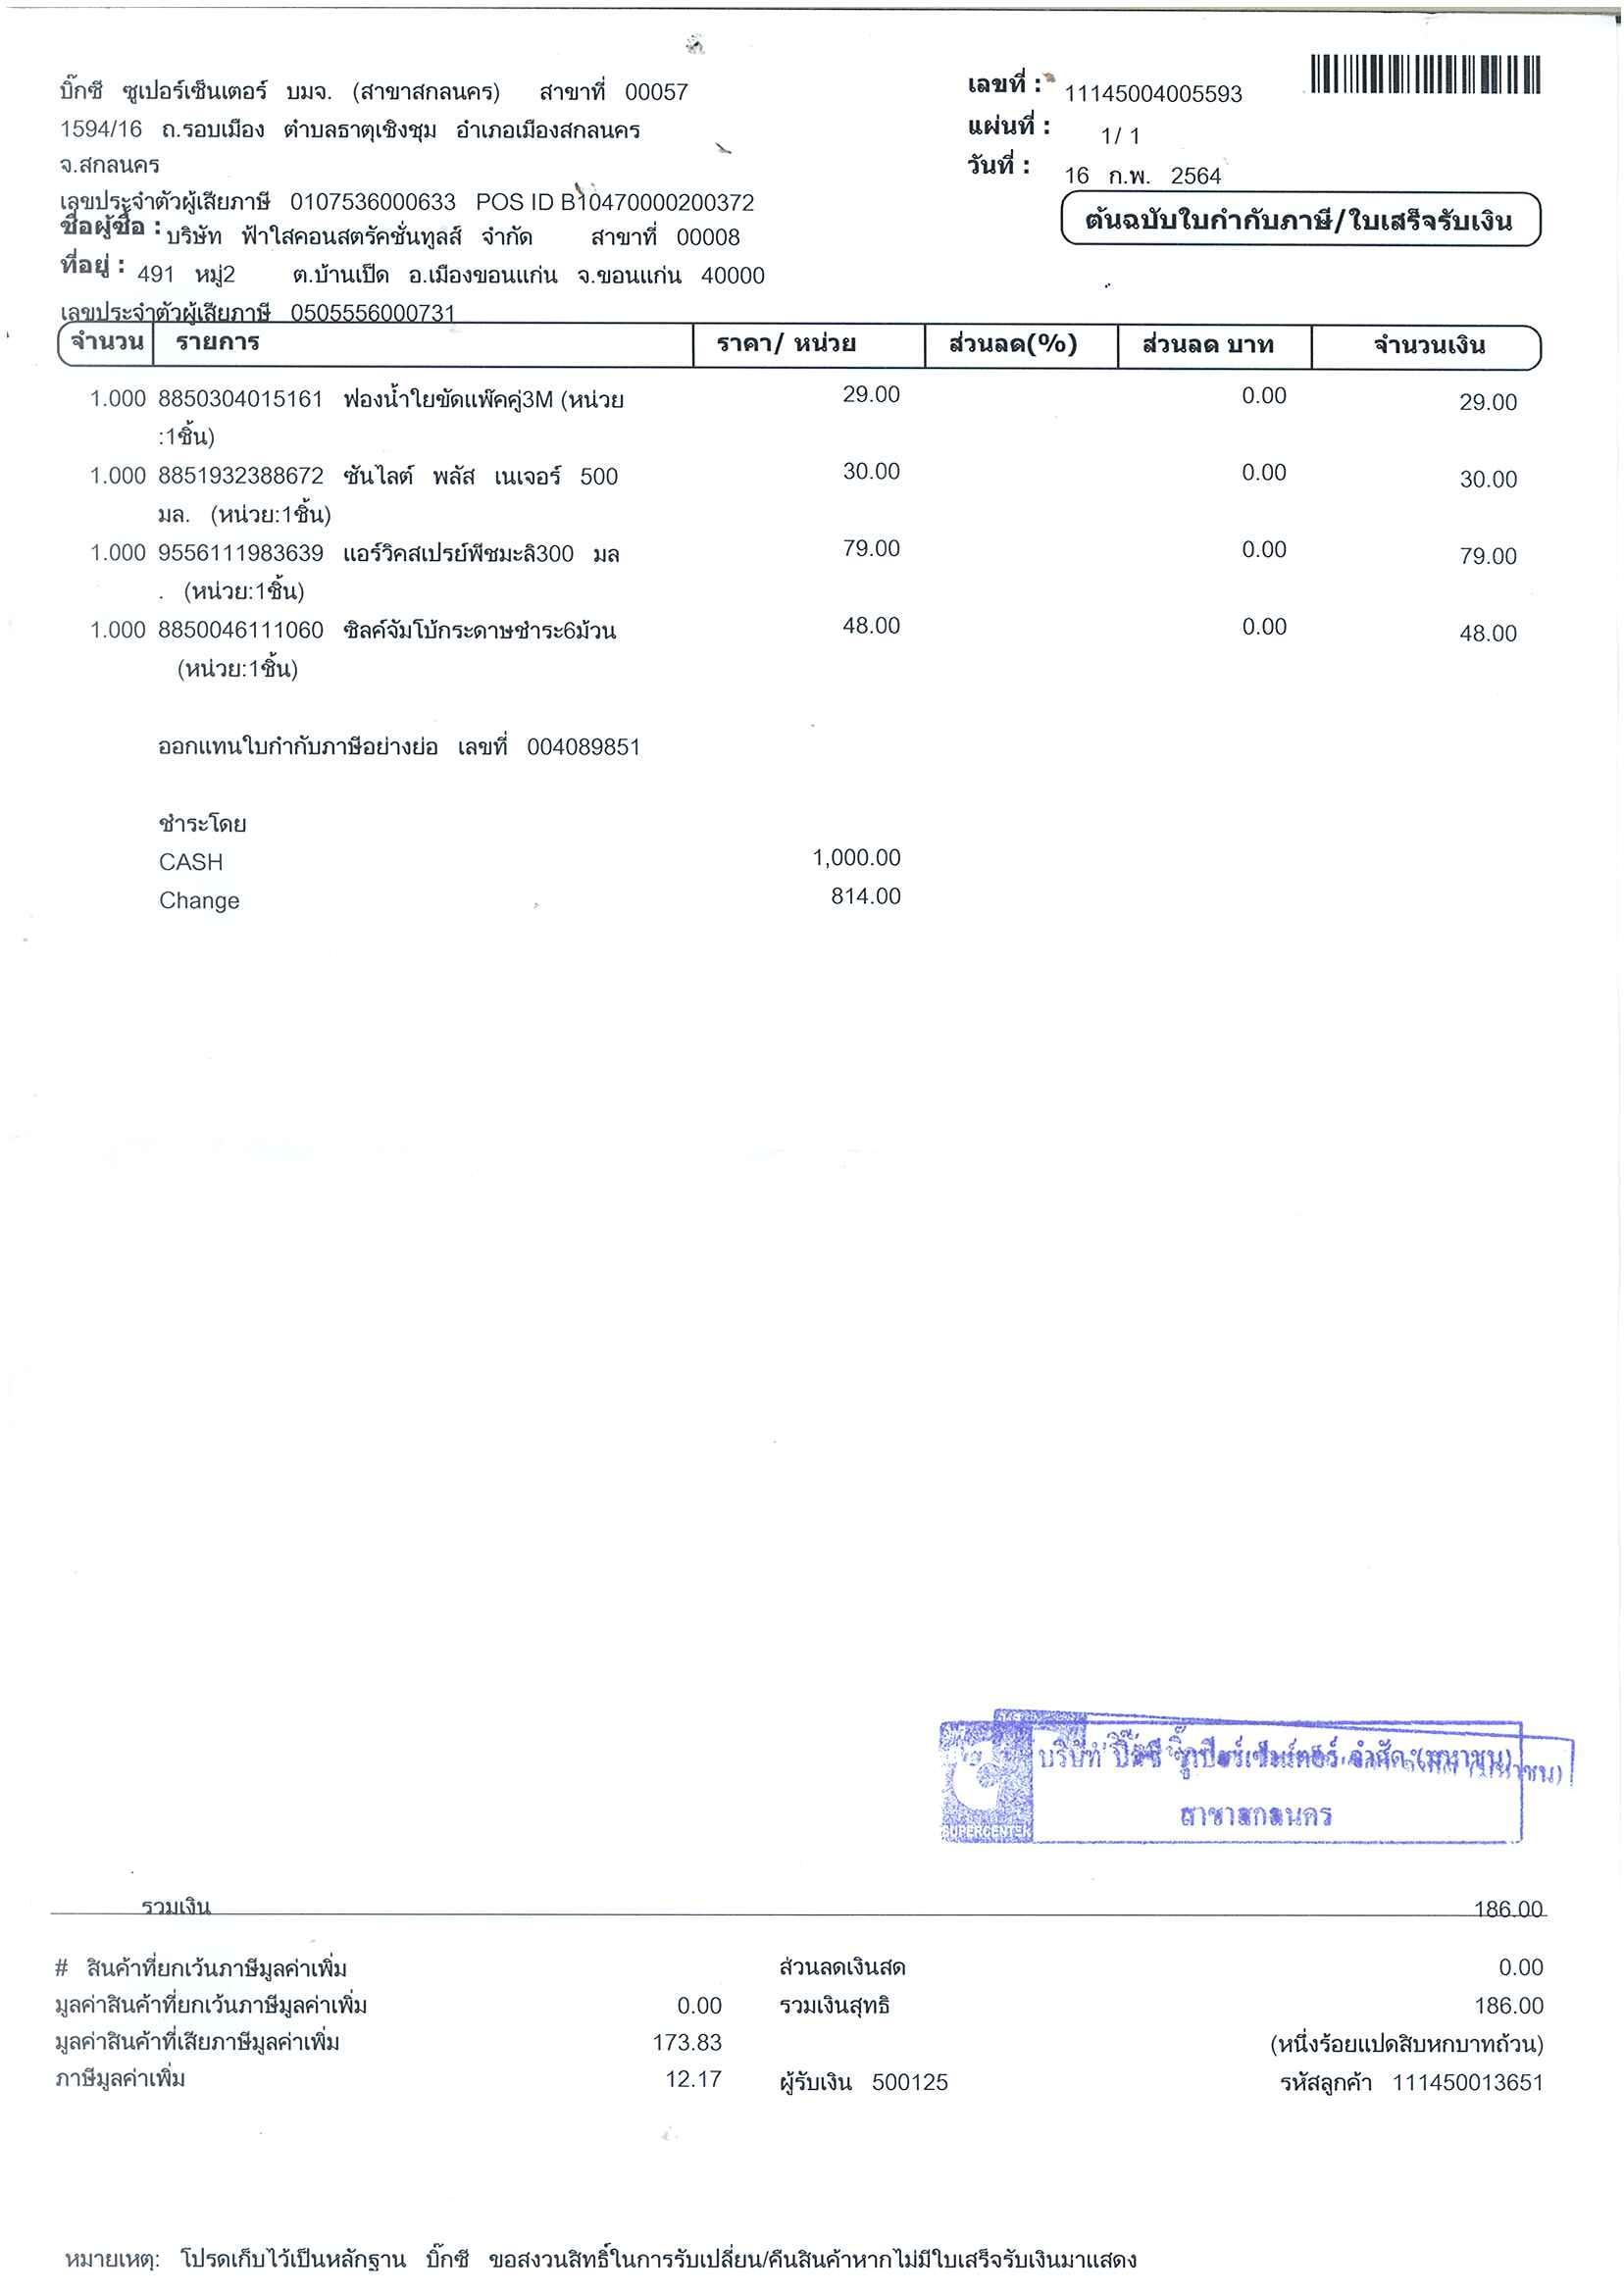 บิ๊กซี ซูเปอร์เซ็นเตอร์ บมจ. (สาขาสกลนคร) สาขาที่ 00057
1594/16 ถ.รอบเมือง ตำบลธาตุเชิงชุม อำเภอเมืองสกลนคร
จ.สกลนคร
เลขประจำตัวผู้เสียภาษี 0107536000633 POS ID B10470000200372
เลขที่ : 11145004005593
แผ่นที่ : 1/ 1
วันที่ : 16 ก.พ. 2564
ต้นฉบับใบกำกับภาษี/ใบเสร็จรับเงิน
ชื่อผู้ซื้อ : บริษัท ฟ้าใสคอนสตรัคชั่นทูลส์ จำกัด สาขาที่ 00008
ที่อยู่ : 491 หมู่2 ต.บ้านเป็ด อ.เมืองขอนแก่น จ.ขอนแก่น 40000
เลขประจำตัวผู้เสียภาษี 0505556000731
จำนวน รายการ ราคา/ หน่วย ส่วนลด(%) ส่วนลด บาท จำนวนเงิน
1.000 8850304015161 ฟองน้ำใยขัดแพ๊คคู่3M (หน่วย 29.00 0.00 29.00
:1ชิ้น)
1.000 8851932388672 ซันไลต์ พลัส เนเจอร์ 500 30.00 0.00 30.00
มล. (หน่วย:1ชิ้น)
1.000 9556111983639 แอร์วิคสเปรย์พีชมะลิ300 มล 79.00 0.00 79.00
. (หน่วย:1ชิ้น)
1.000 8850046111060 ซิลค์จัมโบ้กระดาษชำระ6ม้วน 48.00 0.00 48.00
(หน่วย:1ชิ้น)
ออกแทนใบกำกับภาษีอย่างย่อ เลขที่ 004089851
ชำระโดย
CASH 1,000.00
Change 814.00
บริษัท บิ๊กซี ซูเปอร์เซ็นเตอร์ จำกัด (มหาชน)
สาขาสกลนคร
SUPERCENTER
รวมเงิน 186.00
# สินค้าที่ยกเว้นภาษีมูลค่าเพิ่ม ส่วนลดเงินสด 0.00
มูลค่าสินค้าที่ยกเว้นภาษีมูลค่าเพิ่ม 0.00 รวมเงินสุทธิ 186.00
มูลค่าสินค้าที่เสียภาษีมูลค่าเพิ่ม 173.83 (หนึ่งร้อยแปดสิบหกบาทถ้วน)
ภาษีมูลค่าเพิ่ม 12.17 ผู้รับเงิน 500125 รหัสลูกค้า 111450013651
หมายเหตุ: โปรดเก็บไว้เป็นหลักฐาน บิ๊กซี ขอสงวนสิทธิ์ในการรับเปลี่ยน/คืนสินค้าหากไม่มีใบเสร็จรับเงินมาแสดง